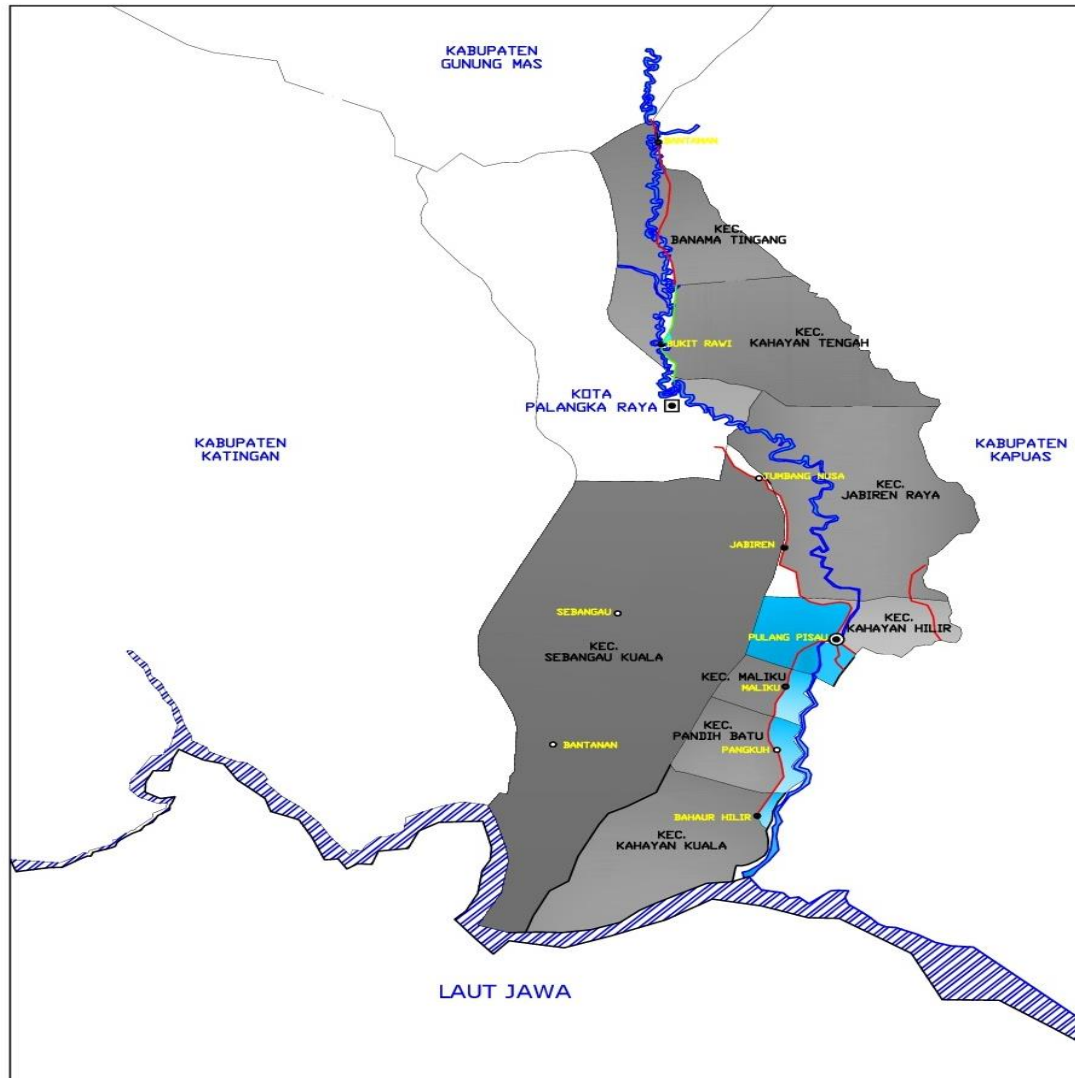 KABUPATEN
GUNUNG MAS
BANTANAN
KEC.
BANAMA TINGANG
KEC.
KAHAYAN TENGAH
BUKIT RAWI
KOTA
PALANGKA RAYA
KABUPATEN
KATINGAN
KABUPATEN
KAPUAS
TUMBANG NUSA
KEC.
JABIREN RAYA
JABIREN
SEBANGAU
KEC.
KAHAYAN HILIR
PULANG PISAU
KEC.
SEBANGAU KUALA
KEC. MALIKU
MALIKU
KEC.
PANDIH BATU
BANTANAN
PANGKUH
BAHAUR HILIR
KEC.
KAHAYAN KUALA
LAUT JAWA